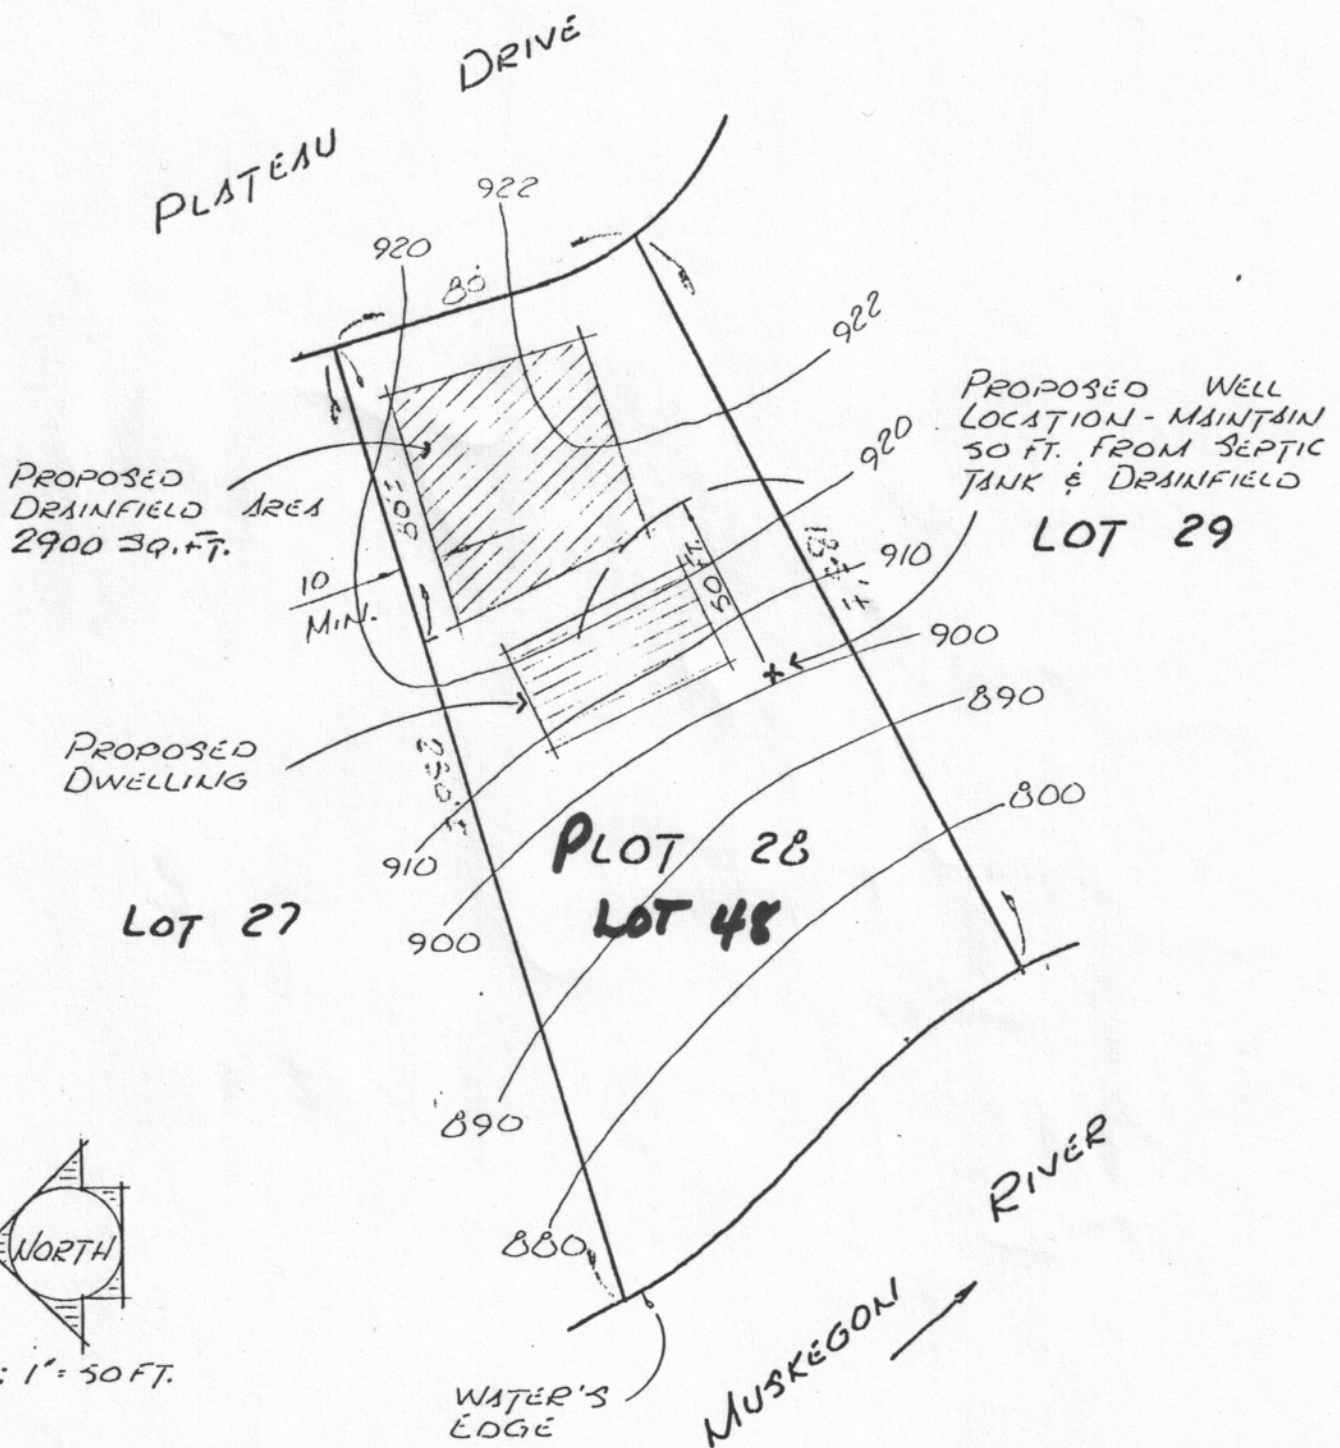 PLATEAU DRIVE
922
920
80
922
PROPOSED WELL
LOCATION - MAINTAIN
50 FT. FROM SEPTIC
TANK & DRAINFIELD
920
LOT 29
PROPOSED
DRAINFIELD AREA
2900 SQ. FT.
80±
50 FT.
910
10
MIN.
900
890
PROPOSED
DWELLING
250'±
800
910
PLOT 28
LOT 48
LOT 27
900
890
880
NORTH
: 1" = 50 FT.
WATER'S
EDGE
MUSKEGON RIVER